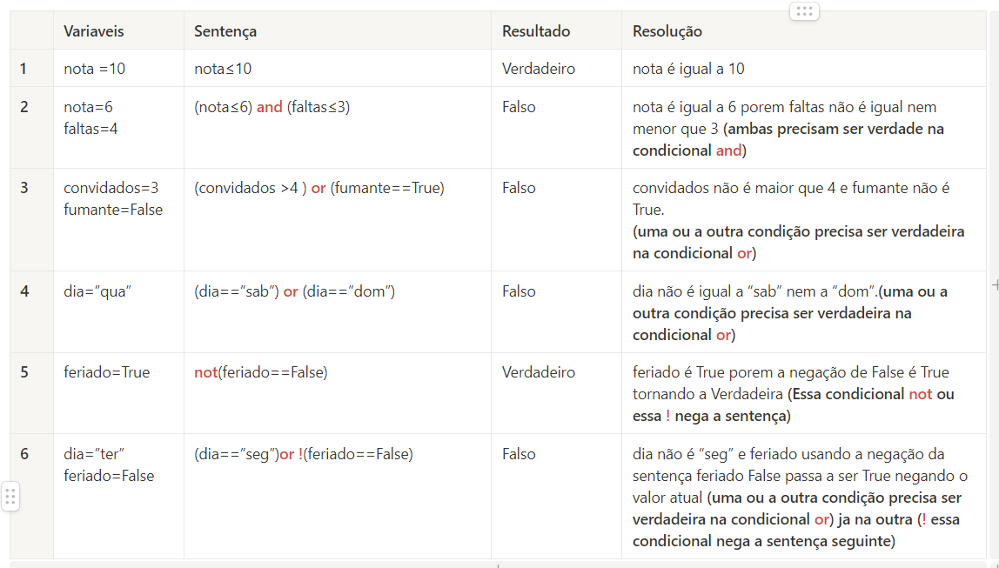 Variaveis Sentença Resultado Resolução
1 nota =10 nota≤10 Verdadeiro nota é igual a 10
2 nota=6 (nota≤6) and (faltas≤3) Falso nota é igual a 6 porem faltas não é igual nem
faltas=4 menor que 3 (ambas precisam ser verdade na
condicional and)
3 convidados=3 (convidados >4 ) or (fumante==True) Falso convidados não é maior que 4 e fumante não é
fumante=False True.
(uma ou a outra condição precisa ser verdadeira
na condicional or)
4 dia=”qua” (dia==”sab”) or (dia==”dom”) Falso dia não é igual a “sab” nem a “dom”.(uma ou a
outra condição precisa ser verdadeira na
condicional or)
5 feriado=True not(feriado==False) Verdadeiro feriado é True porem a negação de False é True
tornando a Verdadeira (Essa condicional not ou
essa ! nega a sentença)
6 dia=”ter” (dia==”seg”)or !(feriado==False) Falso dia não é “seg” e feriado usando a negação da
feriado=False sentença feriado False passa a ser True negando o
valor atual (uma ou a outra condição precisa ser
verdadeira na condicional or) ja na outra (! essa
condicional nega a sentença seguinte)